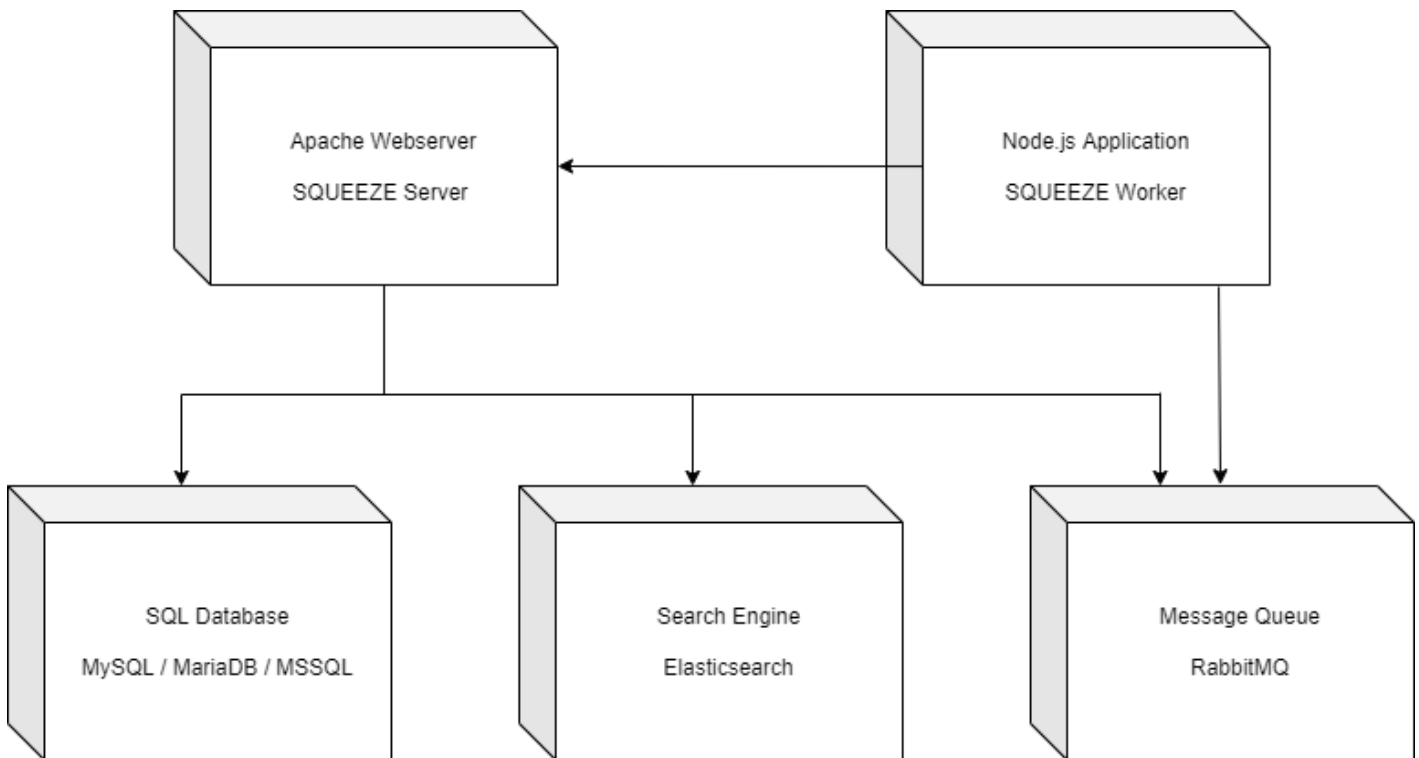 Apache Webserver
SQUEEZE Server
Node.js Application
SQUEEZE Worker
SQL Database
MySQL / MariaDB / MSSQL
Search Engine
Elasticsearch
Message Queue
RabbitMQ